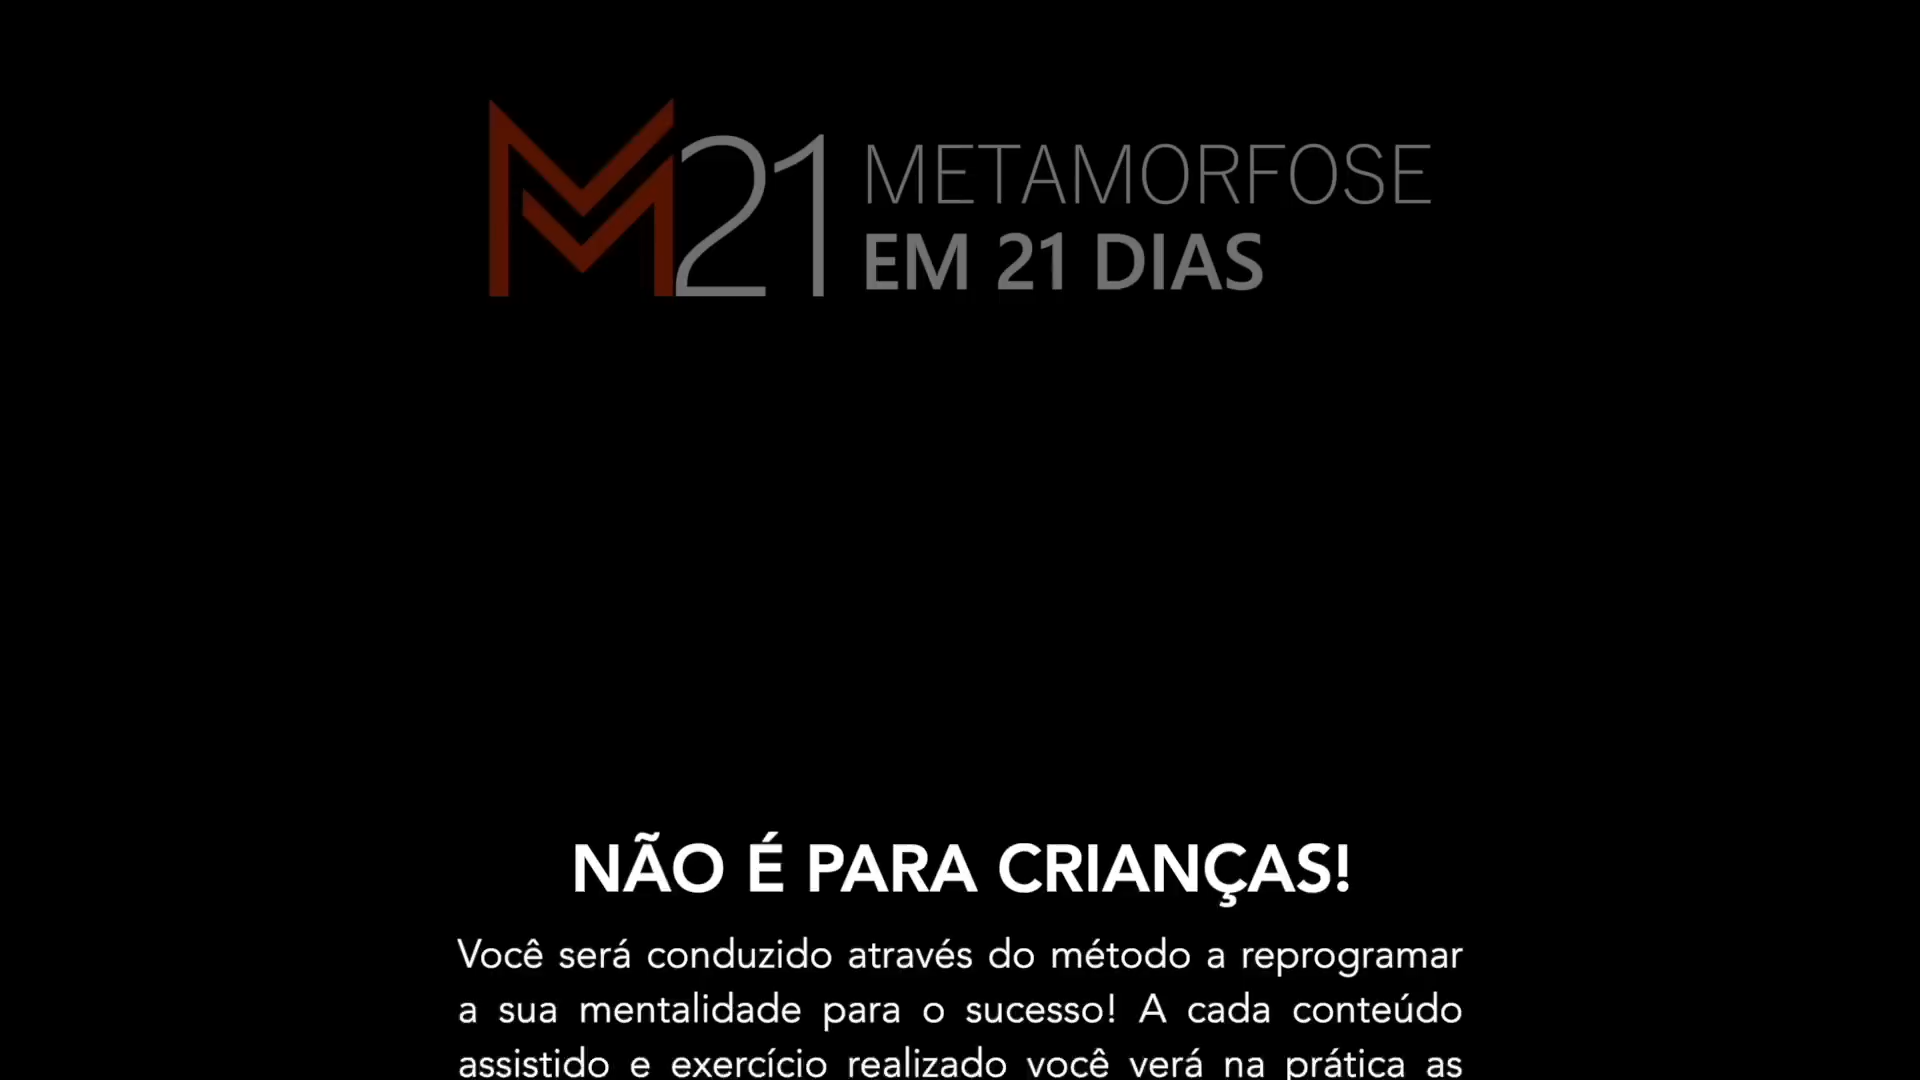 M21 METAMORFOSE
EM 21 DIAS
NÃO É PARA CRIANÇAS!
Você será conduzido através do método a reprogramar
a sua mentalidade para o sucesso! A cada conteúdo
assistido e exercício realizado você verá na prática as